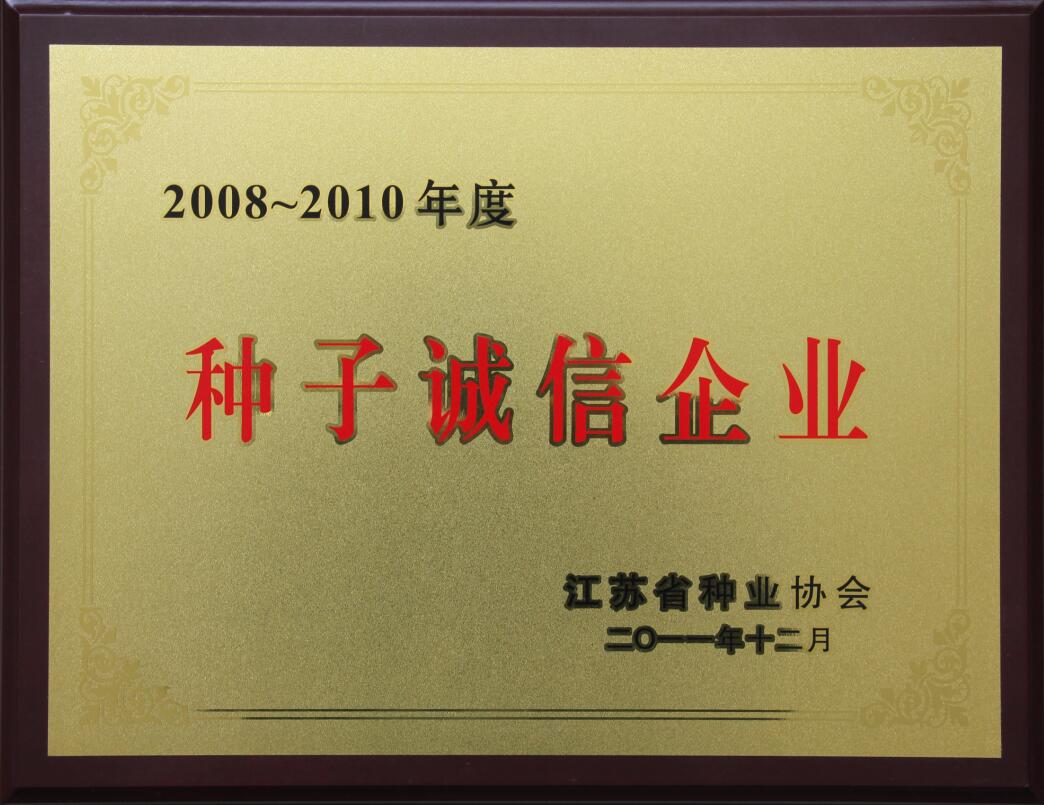 2008~2010年度
种子诚信企业
江苏省种业协会
二〇一一年十二月